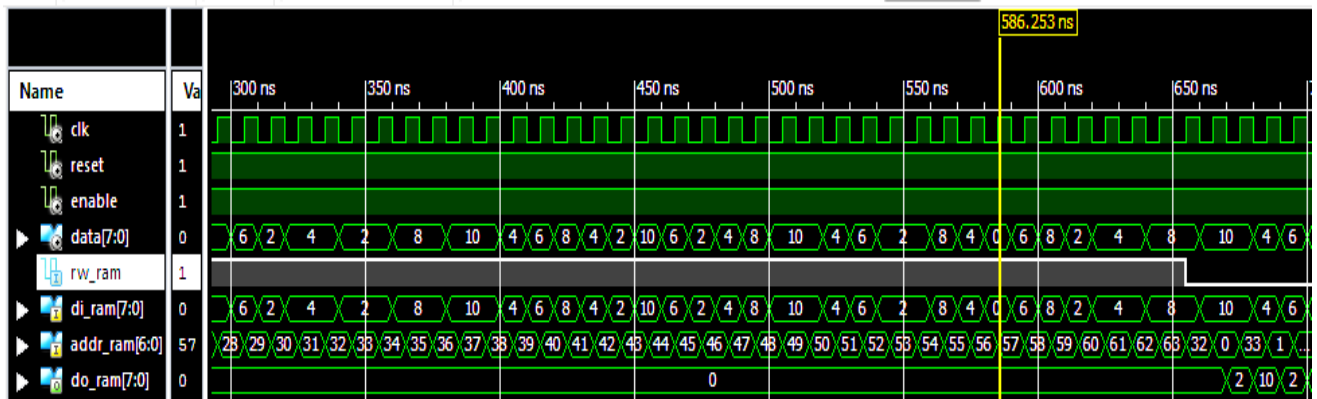 586.253 ns
Name Va 300 ns 350 ns 400 ns 450 ns 500 ns 550 ns 600 ns 650 ns
clk 1
reset 1
enable 1
data[7:0] 0 6 2 4 2 8 10 4 6 8 4 2 10 6 2 4 8 10 4 6 2 8 4 0 6 8 2 4 8 10 4 6
rw_ram 1
di_ram[7:0] 0 6 2 4 2 8 10 4 6 8 4 2 10 6 2 4 8 10 4 6 2 8 4 0 6 8 2 4 8 10 4 6
addr_ram[6:0] 57 28 29 30 31 32 33 34 35 36 37 38 39 40 41 42 43 44 45 46 47 48 49 50 51 52 53 54 55 56 57 58 59 60 61 62 63 32 0 33 1 ...
do_ram[7:0] 0 0 2 10 2